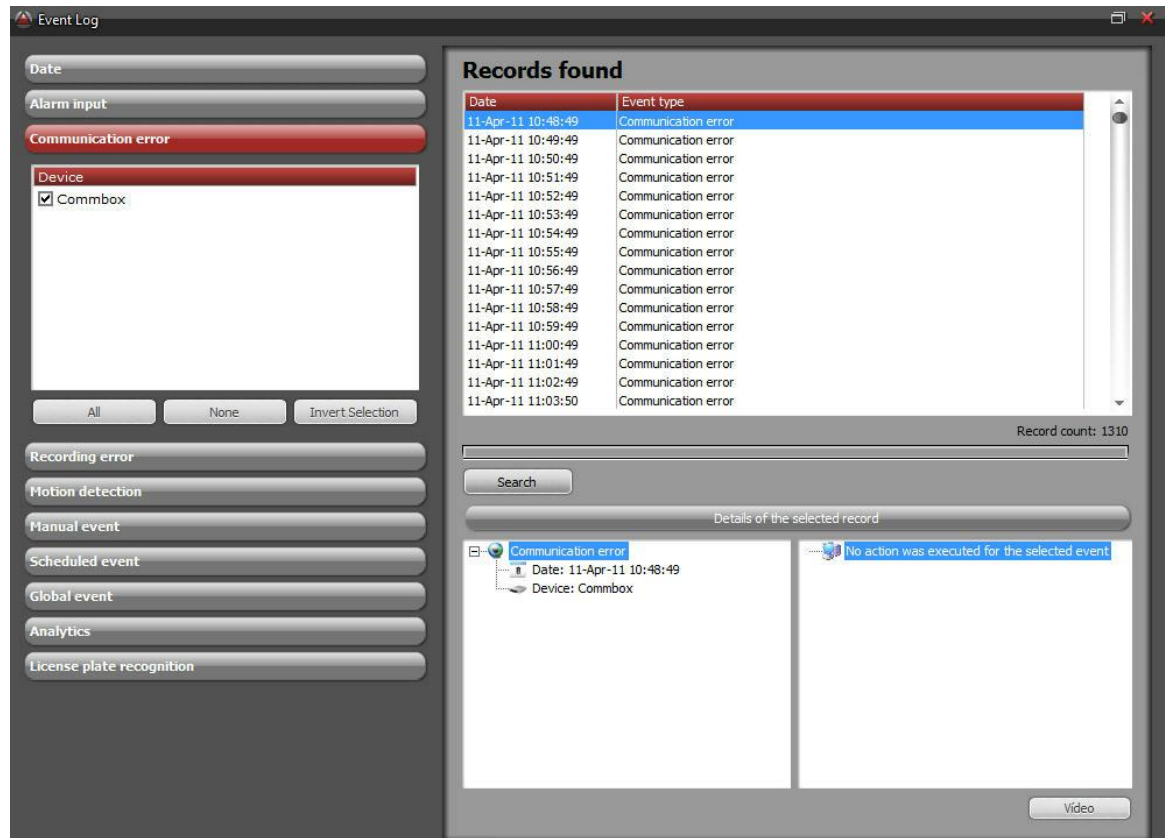 Event Log
Date
Alarm input
Communication error
Device
Commbox
All None Invert Selection
Recording error
Motion detection
Manual event
Scheduled event
Global event
Analytics
License plate recognition
Records found
Date Event type
11-Apr-11 10:48:49 Communication error
11-Apr-11 10:49:49 Communication error
11-Apr-11 10:50:49 Communication error
11-Apr-11 10:51:49 Communication error
11-Apr-11 10:52:49 Communication error
11-Apr-11 10:53:49 Communication error
11-Apr-11 10:54:49 Communication error
11-Apr-11 10:55:49 Communication error
11-Apr-11 10:56:49 Communication error
11-Apr-11 10:57:49 Communication error
11-Apr-11 10:58:49 Communication error
11-Apr-11 10:59:49 Communication error
11-Apr-11 11:00:49 Communication error
11-Apr-11 11:01:49 Communication error
11-Apr-11 11:02:49 Communication error
11-Apr-11 11:03:50 Communication error
Record count: 1310
Search
Details of the selected record
Communication error
Date: 11-Apr-11 10:48:49
Device: Commbox
No action was executed for the selected event
Vídeo